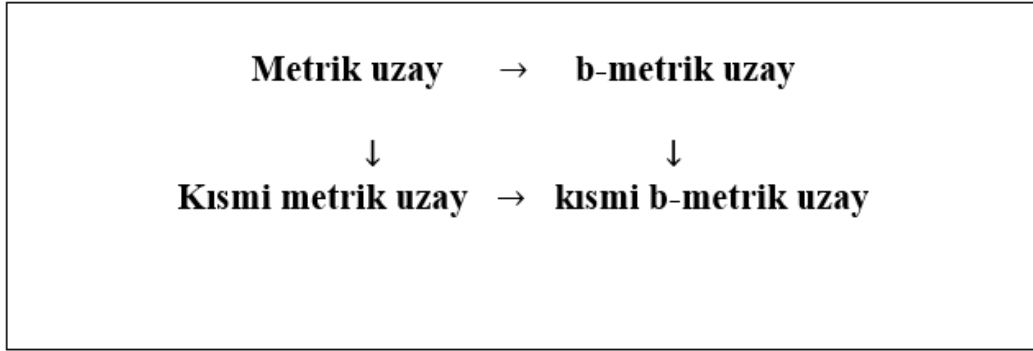 Metrik uzay → b-metrik uzay
↓ ↓
Kısmi metrik uzay → kısmi b-metrik uzay